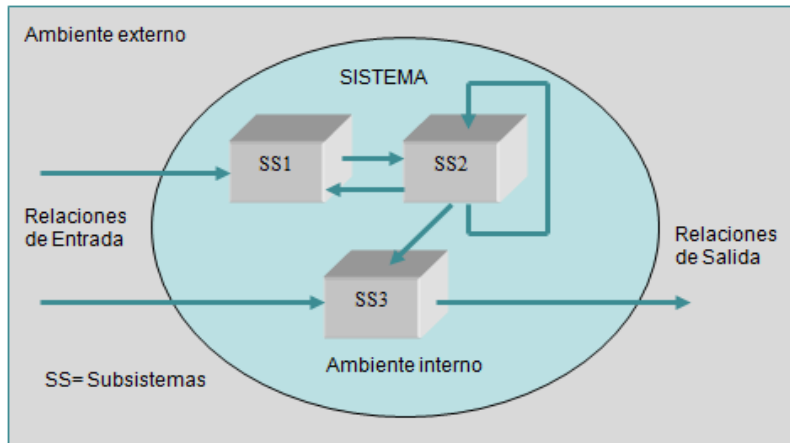 Ambiente externo
SISTEMA
SS1
SS2
Relaciones
de Entrada
Relaciones
de Salida
SS3
Ambiente interno
SS= Subsistemas